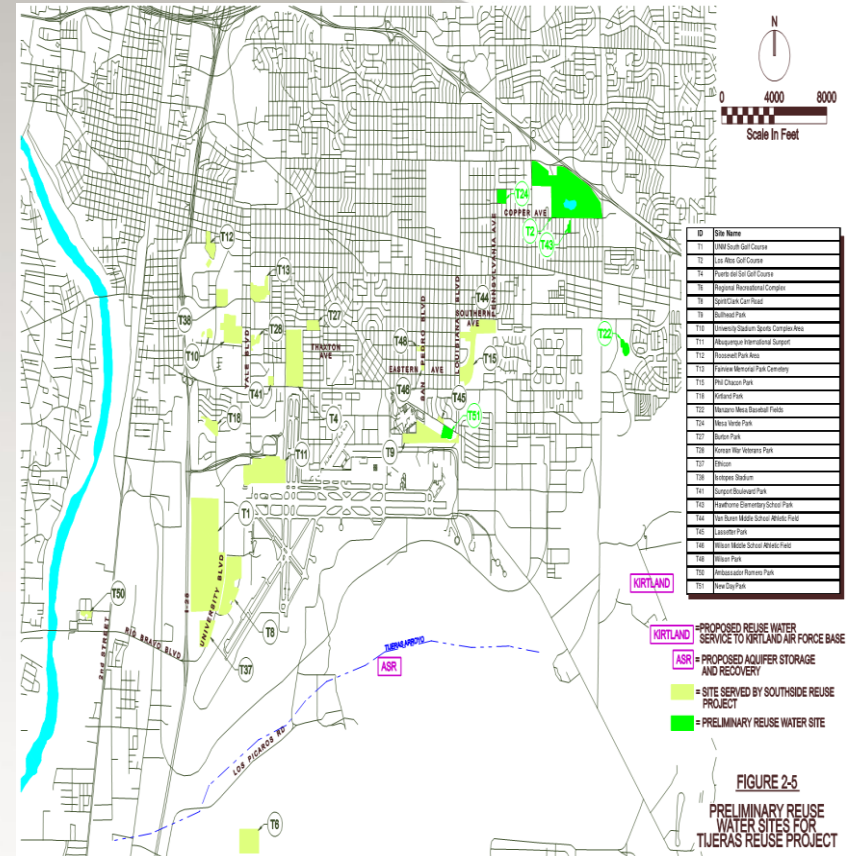 N
0 4000 8000
Scale In Feet
T24
COPPER AVE
T2
T43
T12
PENNSYLVANIA AVE
T13
T44
LOUISIANA BLVD
SOUTHERN
AVE
T38
T27
SAN PEDRO BLVD
T28
T22
T10
YALE BLVD
THAXTON
AVE
T48
T15
EASTERN AVE
T41
T46
T45
T18
T4
T51
T9
T11
T1
UNIVERSITY BLVD
I-25
T50
T8
RIO BRAVO BLVD
2nd STREET
T37
TIJERAS ARROYO
ASR
LOS PICAROS RD
T6
KIRTLAND
ID Site Name
T1 UNM South Golf Course
T2 Los Altos Golf Course
T4 Puerto del Sol Golf Course
T6 Regional Recreational Complex
T8 Sprint/Clark Carr Road
T9 Bullhead Park
T10 University Stadium Sports Complex Area
T11 Albuquerque International Sunport
T12 Roosevelt Park Area
T13 Fairview Memorial Park Cemetery
T15 Phil Chacon Park
T18 Kirtland Park
T22 Manzano Mesa Baseball Fields
T24 Mesa Verde Park
T27 Burton Park
T28 Korean War Veterans Park
T37 Ethicon
T38 Isotopes Stadium
T41 Sunport Boulevard Park
T43 Hawthorne Elementary School Park
T44 Van Buren Middle School Athletic Field
T45 Lassetter Park
T46 Wilson Middle School Athletic Field
T48 Wilson Park
T50 Ambassador Romero Park
T51 New Day Park
KIRTLAND =PROPOSED REUSE WATER
SERVICE TO KIRTLAND AIR FORCE BASE
ASR = PROPOSED AQUIFER STORAGE
AND RECOVERY
= SITE SERVED BY SOUTHSIDE REUSE
PROJECT
= PRELIMINARY REUSE WATER SITE
FIGURE 2-5
PRELIMINARY REUSE
WATER SITES FOR
TIJERAS REUSE PROJECT